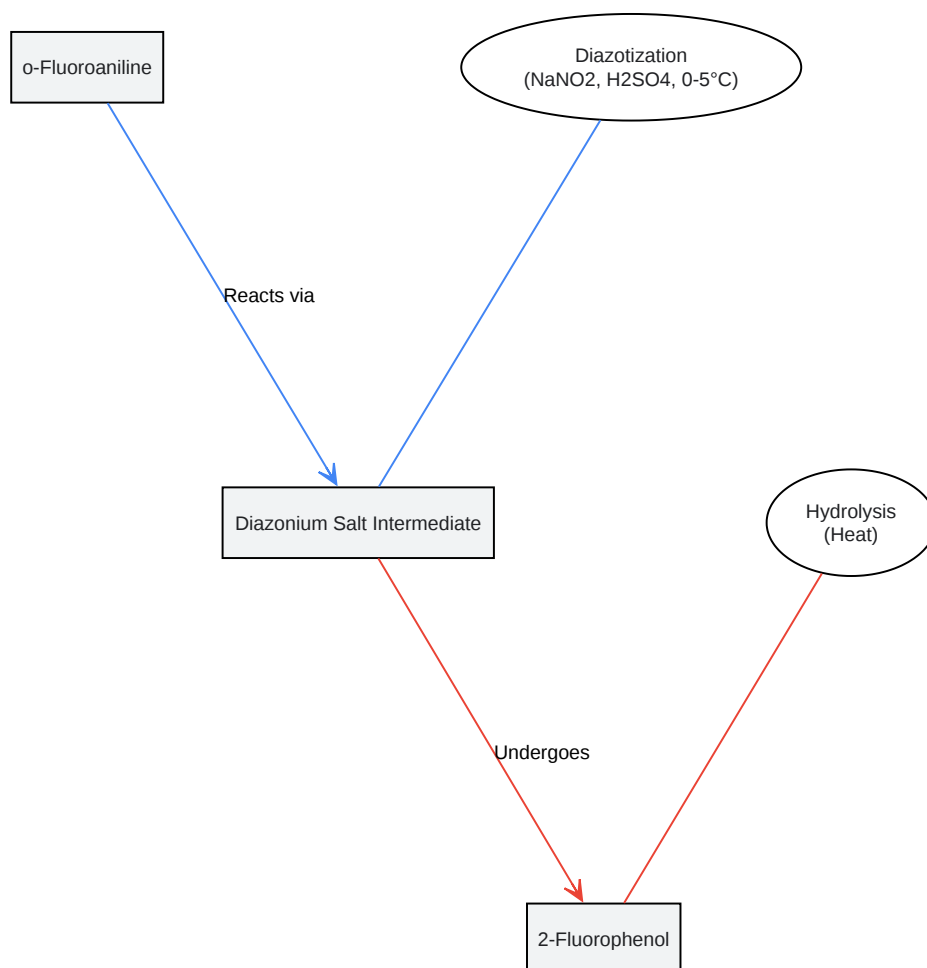 o-Fluoroaniline
Diazotization
(NaNO2, H2SO4, 0-5°C)
Reacts via
Diazonium Salt Intermediate
Hydrolysis
(Heat)
Undergoes
2-Fluorophenol